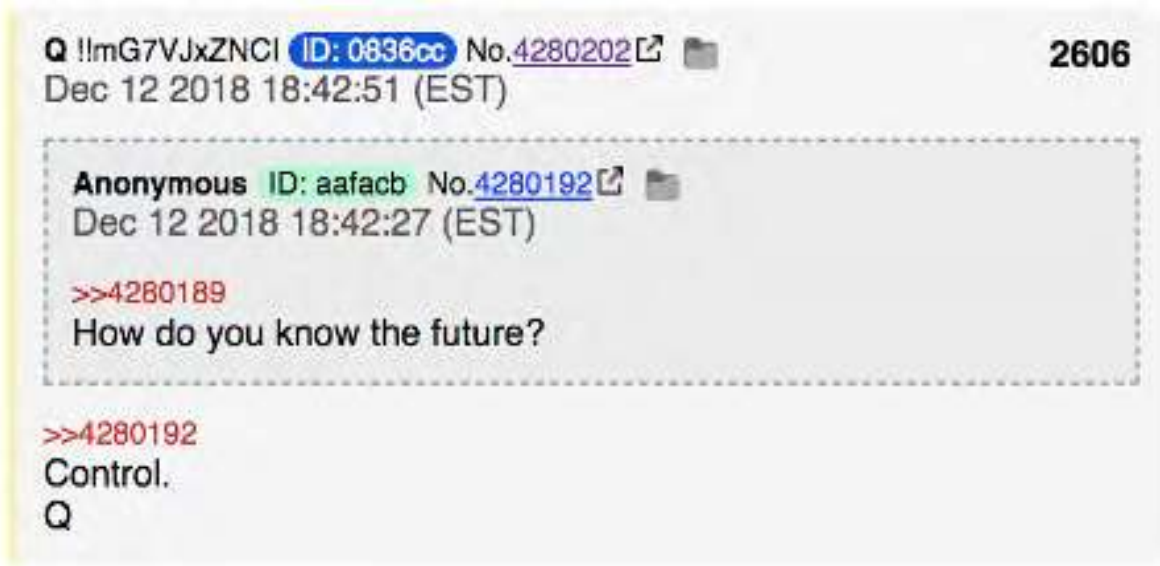 Q !!mG7VJxZNCI ID: 0836cc No.4280202 2606
Dec 12 2018 18:42:51 (EST)
Anonymous ID: aafacb No.4280192
Dec 12 2018 18:42:27 (EST)
>>4280189
How do you know the future?
>>4280192
Control.
Q